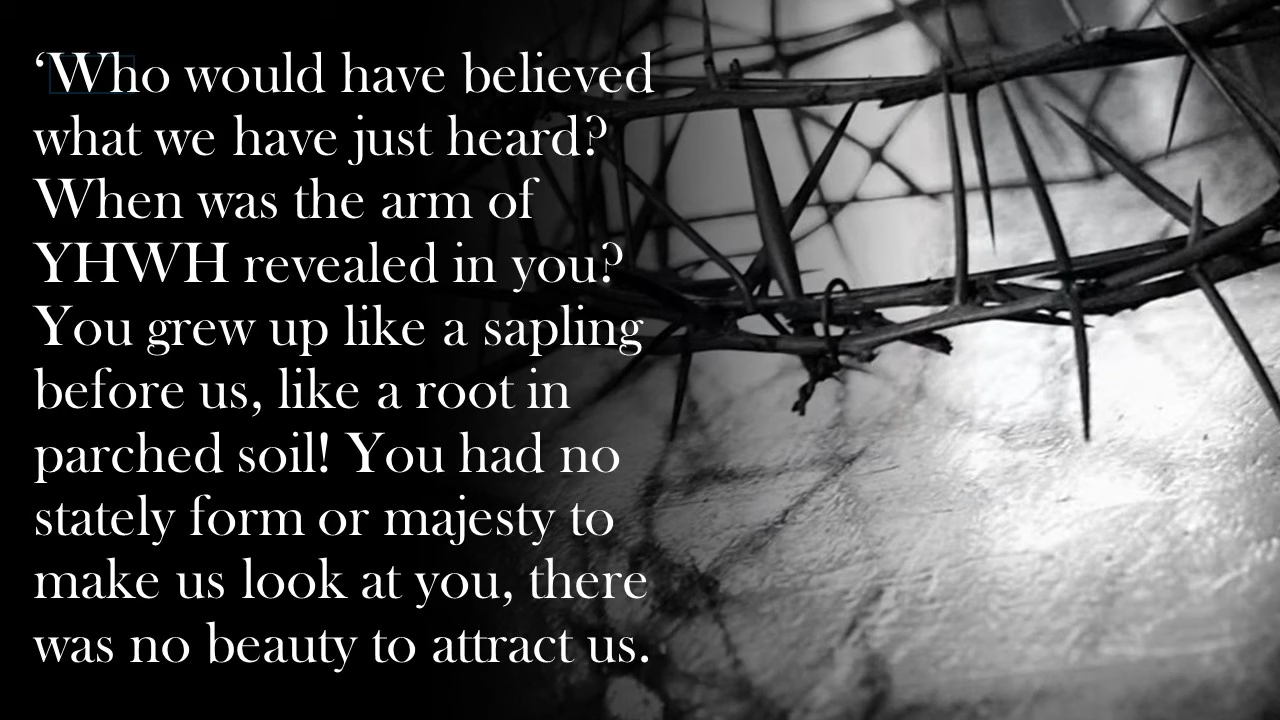 ‘Who would have believed
what we have just heard?
When was the arm of
YHWH revealed in you?
You grew up like a sapling
before us, like a root in
parched soil! You had no
stately form or majesty to
make us look at you, there
was no beauty to attract us.